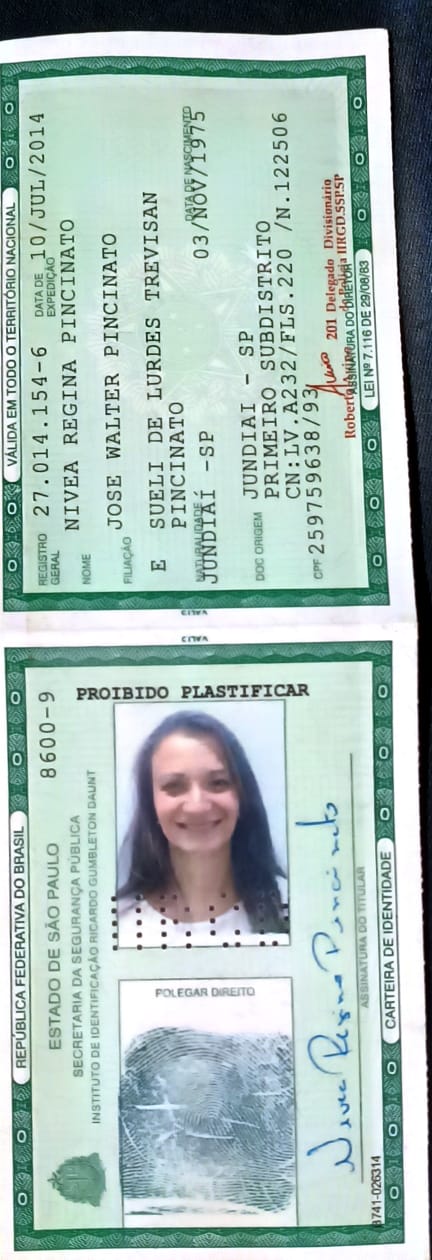 VÁLIDA EM TODO O TERRITÓRIO NACIONAL
REGISTRO GERAL 27.014.154-6 DATA DE EXPEDIÇÃO 10/JUL/2014
NOME NIVEA REGINA PINCINATO
FILIAÇÃO JOSE WALTER PINCINATO
E SUELI DE LURDES TREVISAN
PINCINATO
NATURALIDADE JUNDIAÍ -SP DATA DE NASCIMENTO 03/NOV/1975
DOC ORIGEM JUNDIAI - SP
PRIMEIRO SUBDISTRITO
CN:LV.A232/FLS.220 /N.122506
CPF 259759638/93
201 Delegado Divisionário
Roberto de Polícia IIRGD.SSP.SP
ASSINATURA DO DIRETOR
LEI Nº 7.116 DE 29/08/83
REPÚBLICA FEDERATIVA DO BRASIL
8600-9
ESTADO DE SÃO PAULO
SECRETARIA DA SEGURANÇA PÚBLICA
INSTITUTO DE IDENTIFICAÇÃO RICARDO GUMBLETON DAUNT
PROIBIDO PLASTIFICAR
POLEGAR DIREITO
Nivea Regina Pincinato
ASSINATURA DO TITULAR
8741-026314
CARTEIRA DE IDENTIDADE